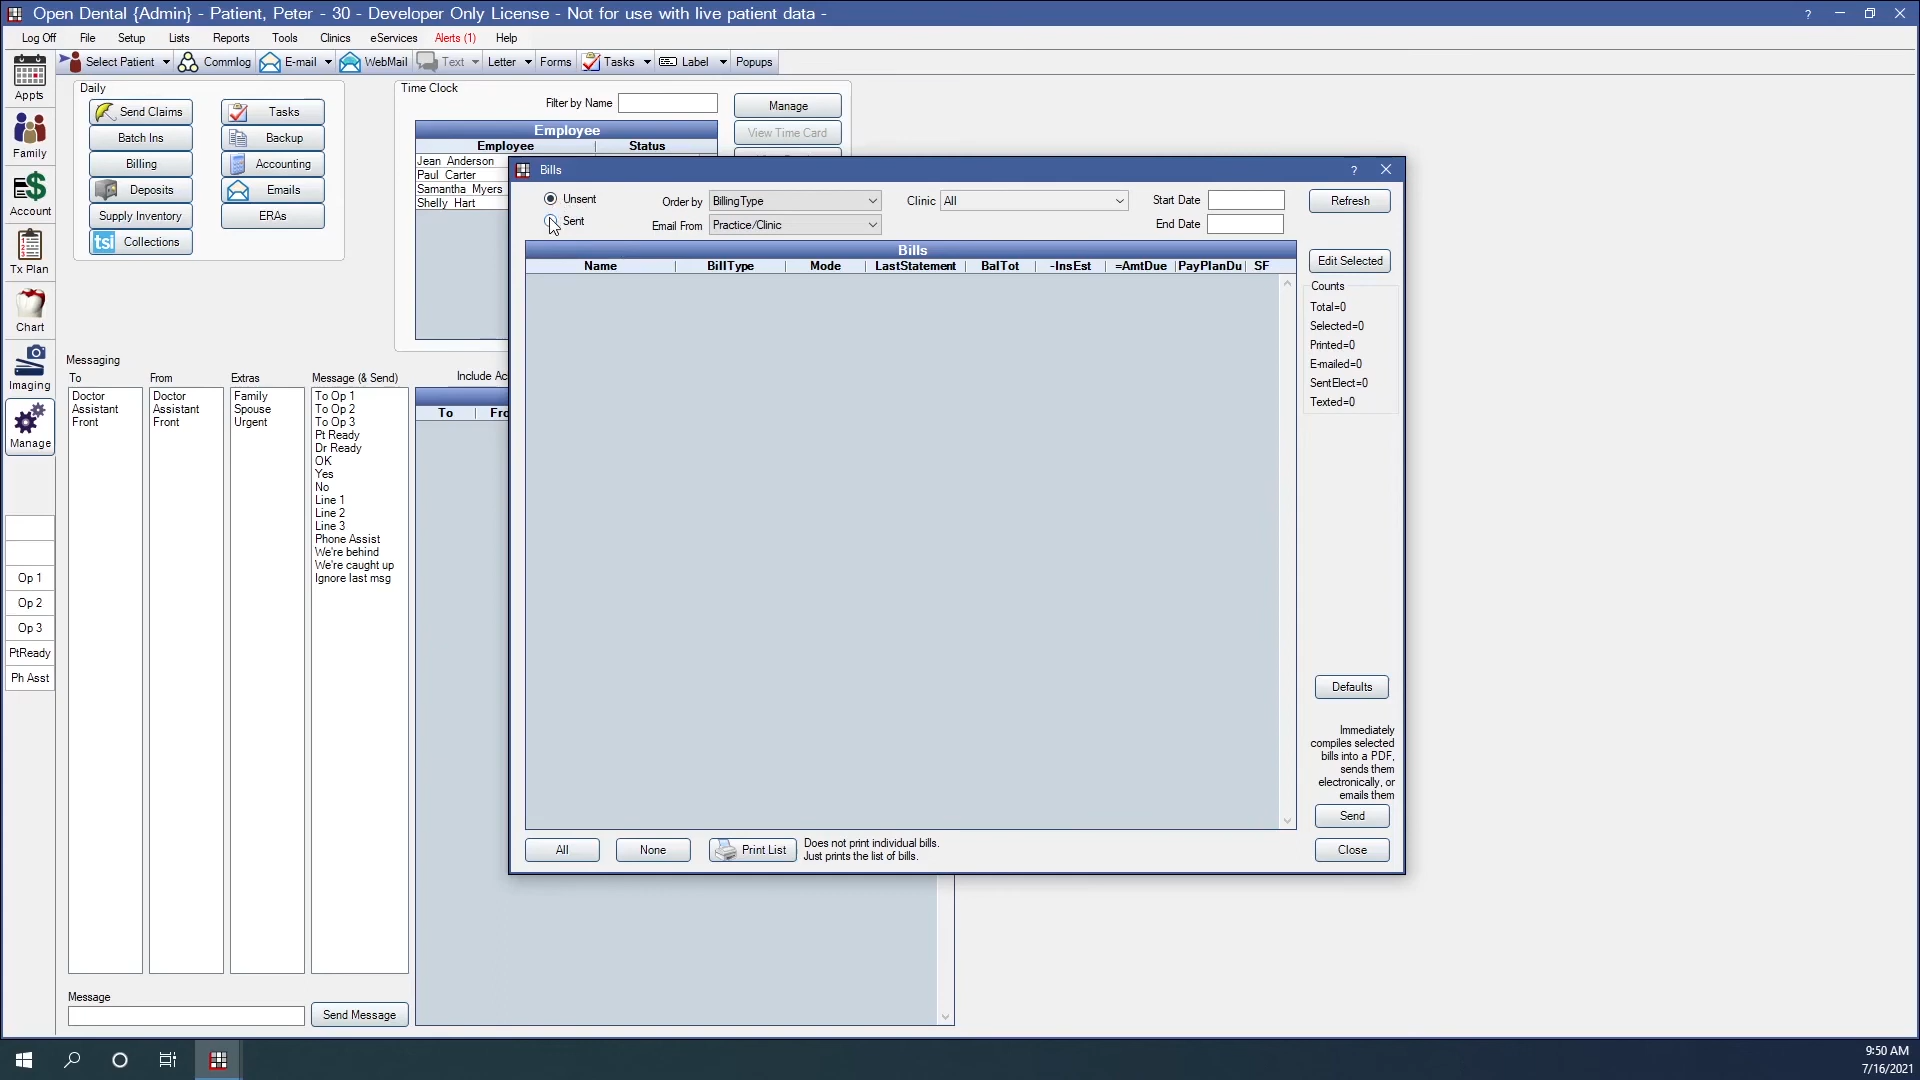 Open Dental {Admin} - Patient, Peter - 30 - Developer Only License - Not for use with live patient data -
Log Off File Setup Lists Reports Tools Clinics eServices Alerts (1) Help
Select Patient Commlog E-mail WebMail Text Letter Forms Tasks Label Popups
Appts
Family
Account
Tx Plan
Chart
Imaging
Manage
Op 1
Op 2
Op 3
PtReady
Ph Asst
Daily
Send Claims
Batch Ins
Billing
Deposits
Supply Inventory
tsi Collections
Tasks
Backup
Accounting
Emails
ERAs
Time Clock
Filter by Name
Manage
View Time Card
Employee
Employee Status
Jean Anderson
Paul Carter
Samantha Myers
Shelly Hart
Messaging
To
Doctor
Assistant
Front
From
Doctor
Assistant
Front
Extras
Family
Spouse
Urgent
Message (& Send)
To Op 1
To Op 2
To Op 3
Pt Ready
Dr Ready
OK
Yes
No
Line 1
Line 2
Line 3
Phone Assist
We're behind
We're caught up
Ignore last msg
Include Ac
To Fro
Message
Send Message
Bills
?
Unsent
Sent
Order by BillingType
Email From Practice/Clinic
Clinic All
Start Date
End Date
Refresh
Bills
Name BillType Mode LastStatement BalTot -InsEst =AmtDue PayPlanDu SF
Edit Selected
Counts
Total=0
Selected=0
Printed=0
E-mailed=0
SentElect=0
Texted=0
Defaults
Immediately
compiles selected
bills into a PDF,
sends them
electronically, or
emails them
Send
Close
All
None
Print List
Does not print individual bills.
Just prints the list of bills.
9:50 AM
7/16/2021